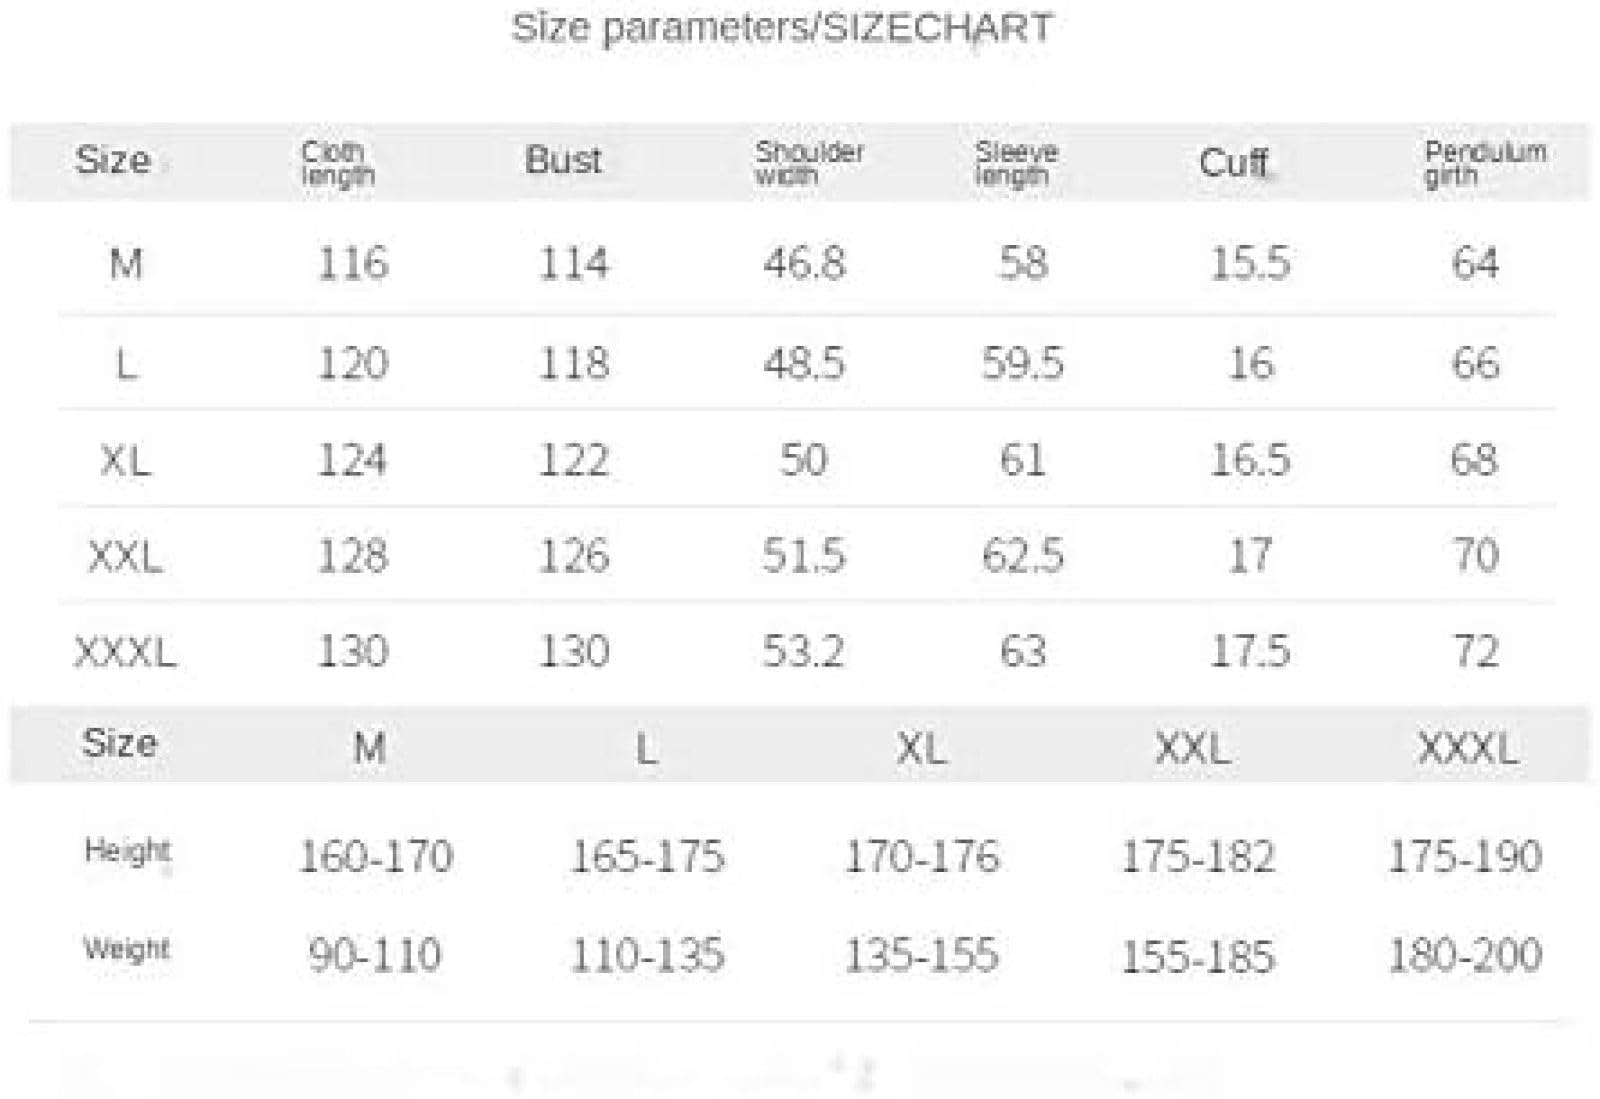 Size parameters/SIZECHART
Size Cloth length Bust Shoulder width Sleeve length Cuff Pendulum girth
M 116 114 46.8 58 15.5 64
L 120 118 48.5 59.5 16 66
XL 124 122 50 61 16.5 68
XXL 128 126 51.5 62.5 17 70
XXXL 130 130 53.2 63 17.5 72
Size M L XL XXL XXXL
Height 160-170 165-175 170-176 175-182 175-190
Weight 90-110 110-135 135-155 155-185 180-200